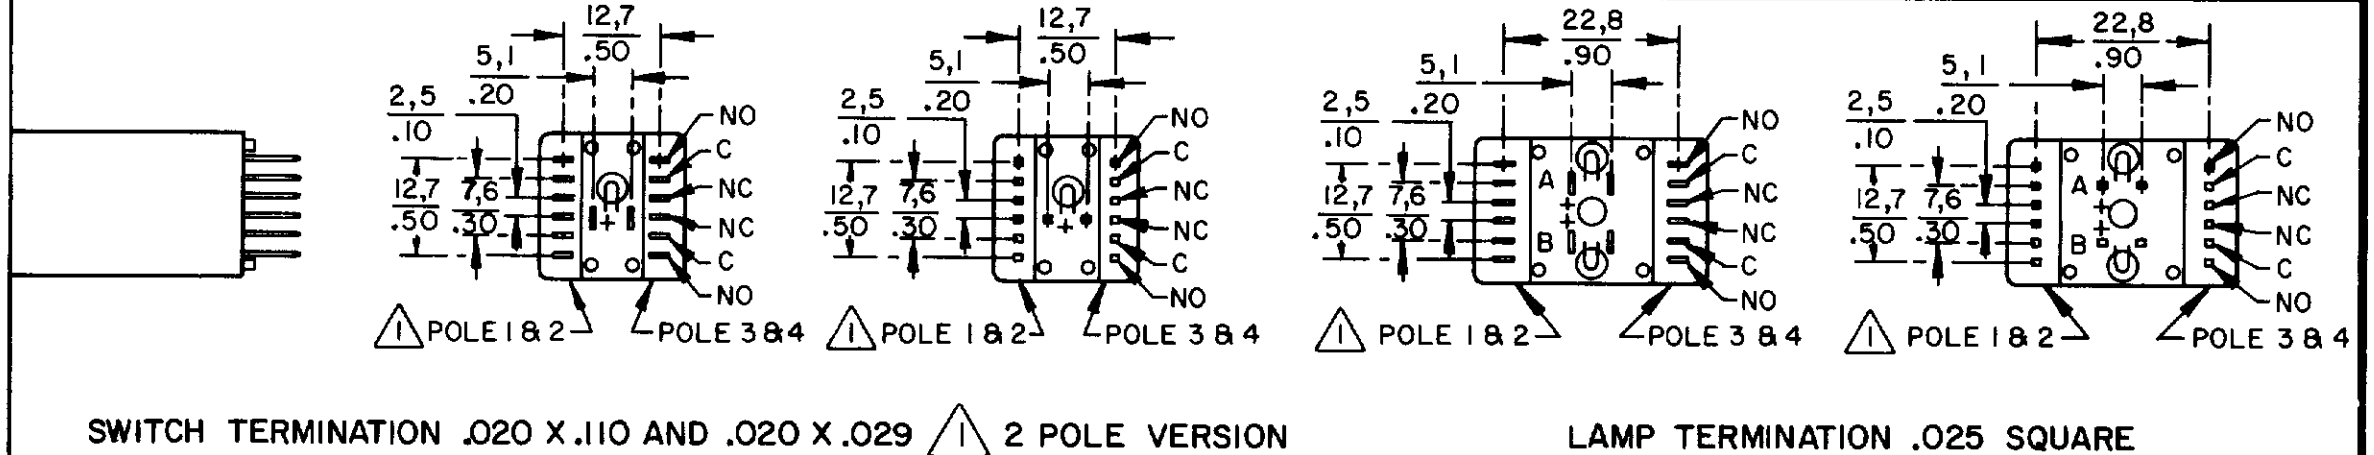 12,7
.50
5,1
.20
2,5
.10
12,7
.50
7,6
.30
+
NO
C
NC
NC
C
NO
1 POLE 1 & 2
POLE 3 & 4
12,7
.50
5,1
.20
2,5
.10
12,7
.50
7,6
.30
+
NO
C
NC
NC
C
NO
1 POLE 1 & 2
POLE 3 & 4
22,8
.90
5,1
.20
2,5
.10
12,7
.50
7,6
.30
A
+
+
B
NO
C
NC
NC
C
NO
1 POLE 1 & 2
POLE 3 & 4
22,8
.90
5,1
.20
2,5
.10
12,7
.50
7,6
.30
A
+
+
B
NO
C
NC
NC
C
NO
1 POLE 1 & 2
POLE 3 & 4
SWITCH TERMINATION .020 X .110 AND .020 X .029 1 2 POLE VERSION
LAMP TERMINATION .025 SQUARE